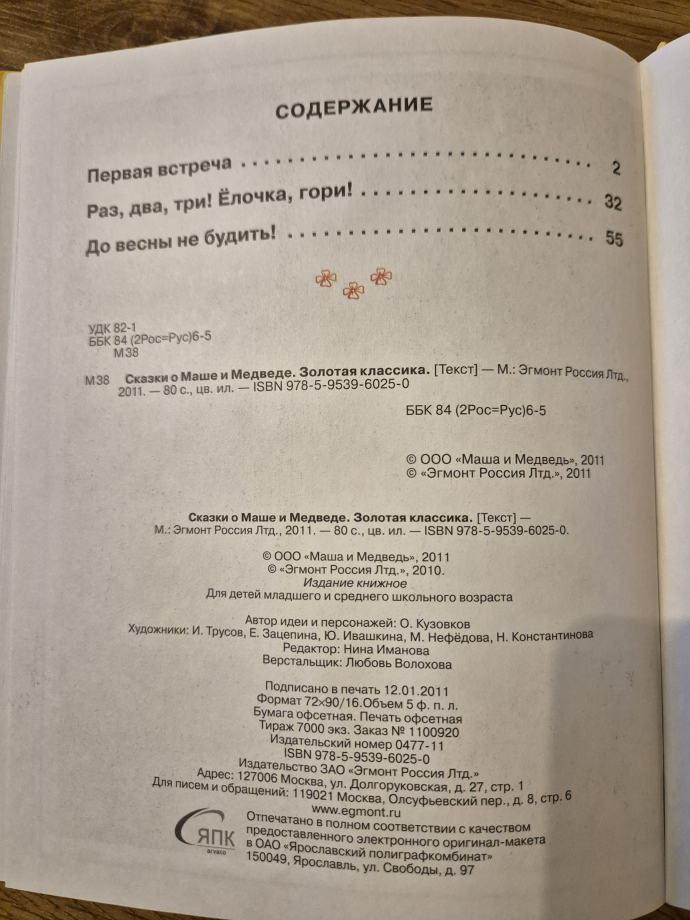 СОДЕРЖАНИЕ
Первая встреча . . . . . . . . . . . . . . . . . . . . . . . . . . . . . . 2
Раз, два, три! Ёлочка, гори! . . . . . . . . . . . . . . . . . . . . 32
До весны не будить! . . . . . . . . . . . . . . . . . . . . . . . . . . 55
УДК 82-1
ББК 84 (2Рос=Рус)6-5
М38
М38 Сказки о Маше и Медведе. Золотая классика. [Текст] — М.: Эгмонт Россия Лтд.,
2011. — 80 с., цв. ил. — ISBN 978-5-9539-6025-0
ББК 84 (2Рос=Рус)6-5
© ООО «Маша и Медведь», 2011
© «Эгмонт Россия Лтд.», 2011
Сказки о Маше и Медведе. Золотая классика. [Текст] —
М.: Эгмонт Россия Лтд., 2011. — 80 с., цв. ил. — ISBN 978-5-9539-6025-0.
© ООО «Маша и Медведь», 2011
© «Эгмонт Россия Лтд.», 2010.
Издание книжное
Для детей младшего и среднего школьного возраста
Автор идеи и персонажей: О. Кузовков
Художники: И. Трусов, Е. Зацепина, Ю. Ивашкина, М. Нефёдова, Н. Константинова
Редактор: Нина Иманова
Верстальщик: Любовь Волохова
Подписано в печать 12.01.2011
Формат 72×90/16.Объем 5 ф. п. л.
Бумага офсетная. Печать офсетная
Тираж 7000 экз. Заказ № 1100920
Издательский номер 0477-11
ISBN 978-5-9539-6025-0
Издательство ЗАО «Эгмонт Россия Лтд.»
Адрес: 127006 Москва, ул. Долгоруковская, д. 27, стр. 1
Для писем и обращений: 119021 Москва, Олсуфьевский пер., д. 8, стр. 6
www.egmont.ru
ЯПК
Отпечатано в полном соответствии с качеством
предоставленного электронного оригинал-макета
в ОАО «Ярославский полиграфкомбинат»
150049, Ярославль, ул. Свободы, д. 97